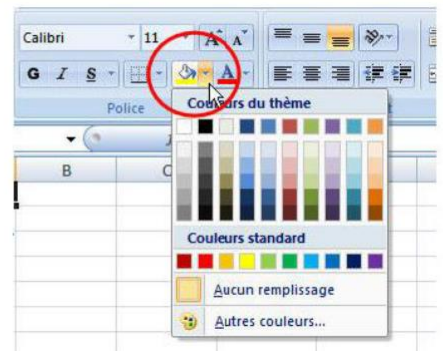 Calibri 11 A A
G I S A
Police
Couleurs du thème
B C
Couleurs standard
Aucun remplissage
Autres couleurs...